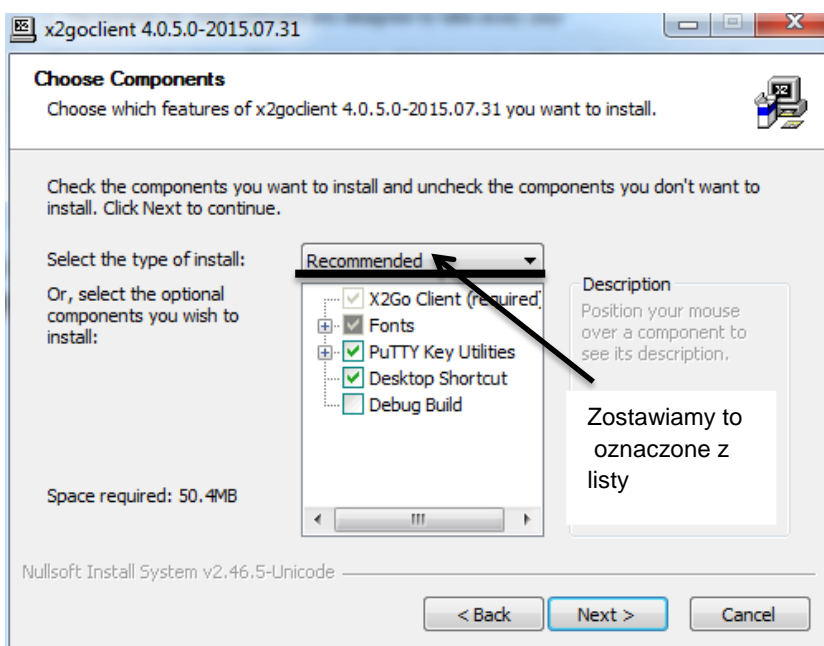 x2goclient 4.0.5.0-2015.07.31
Choose Components
Choose which features of x2goclient 4.0.5.0-2015.07.31 you want to install.
Check the components you want to install and uncheck the components you don't want to
install. Click Next to continue.
Select the type of install:
Recommended
Or, select the optional
components you wish to
install:
X2Go Client (required)
Fonts
PuTTY Key Utilities
Desktop Shortcut
Debug Build
Description
Position your mouse
over a component to
see its description.
Zostawiamy to
oznaczone z
listy
Space required: 50.4MB
Nullsoft Install System v2.46.5-Unicode
< Back
Next >
Cancel